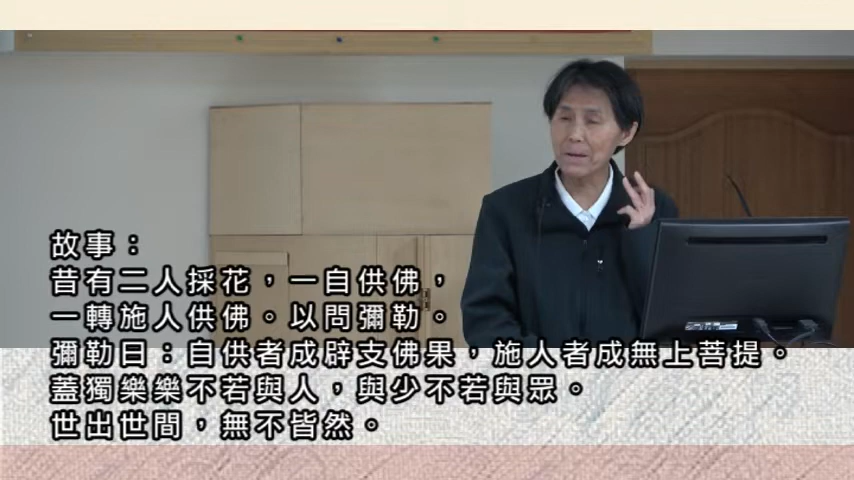 故事：
昔有二人採花，一自供佛，
一轉施人供佛。以問彌勒。
彌勒曰：自供者成辟支佛果，施人者成無上菩提。
蓋獨樂樂不若與人，與少不若與眾。
世出世間，無不皆然。